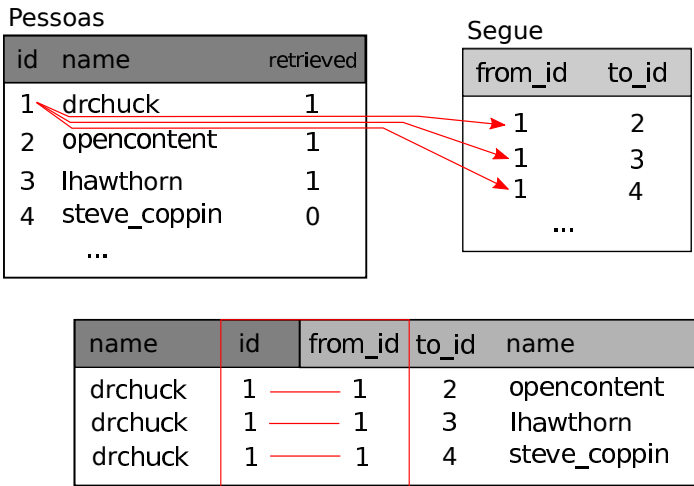 Pessoas
id name retrieved
1 drchuck 1
2 opencontent 1
3 lhawthorn 1
4 steve_coppin 0
...
Segue
from_id to_id
1 2
1 3
1 4
...
name id from_id to_id name
drchuck 1 1 2 opencontent
drchuck 1 1 3 lhawthorn
drchuck 1 1 4 steve_coppin